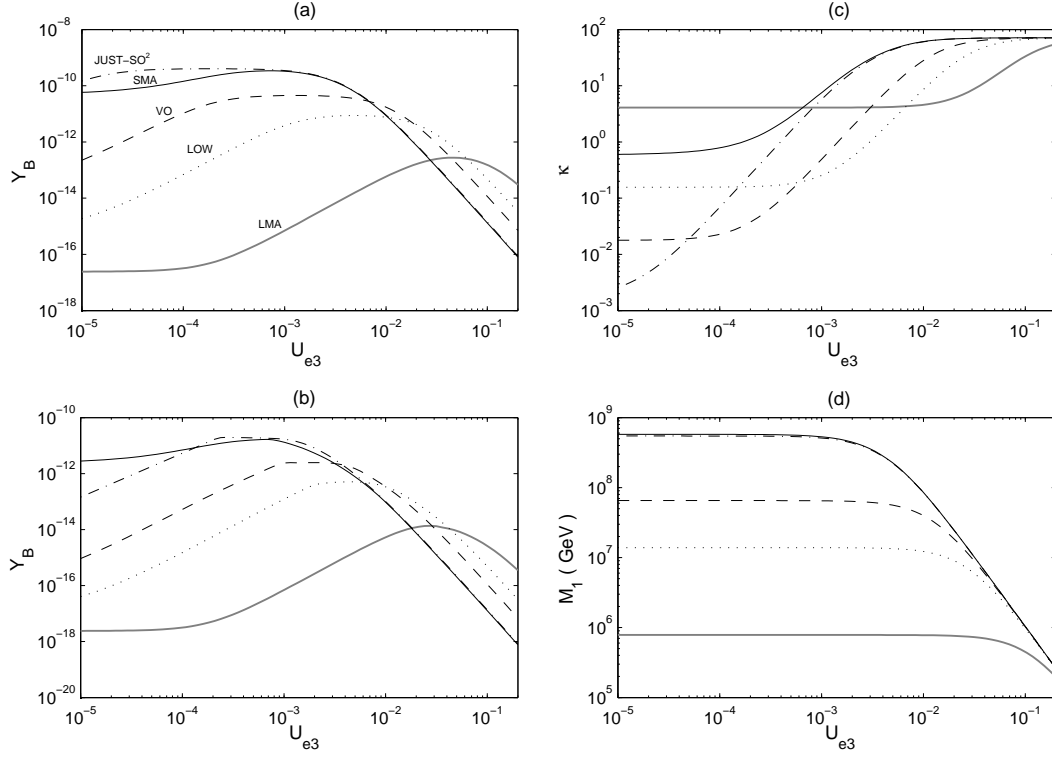 (a)
10^-8
10^-10
10^-12
10^-14
10^-16
10^-18
Y_B
JUST-SO^2
SMA
VO
LOW
LMA
10^-5 10^-4 10^-3 10^-2 10^-1
U_e3
(c)
10^2
10^1
10^0
10^-1
10^-2
10^-3
κ
10^-5 10^-4 10^-3 10^-2 10^-1
U_e3
(b)
10^-10
10^-12
10^-14
10^-16
10^-18
10^-20
Y_B
10^-5 10^-4 10^-3 10^-2 10^-1
U_e3
(d)
10^9
10^8
10^7
10^6
10^5
M_1 ( GeV )
10^-5 10^-4 10^-3 10^-2 10^-1
U_e3